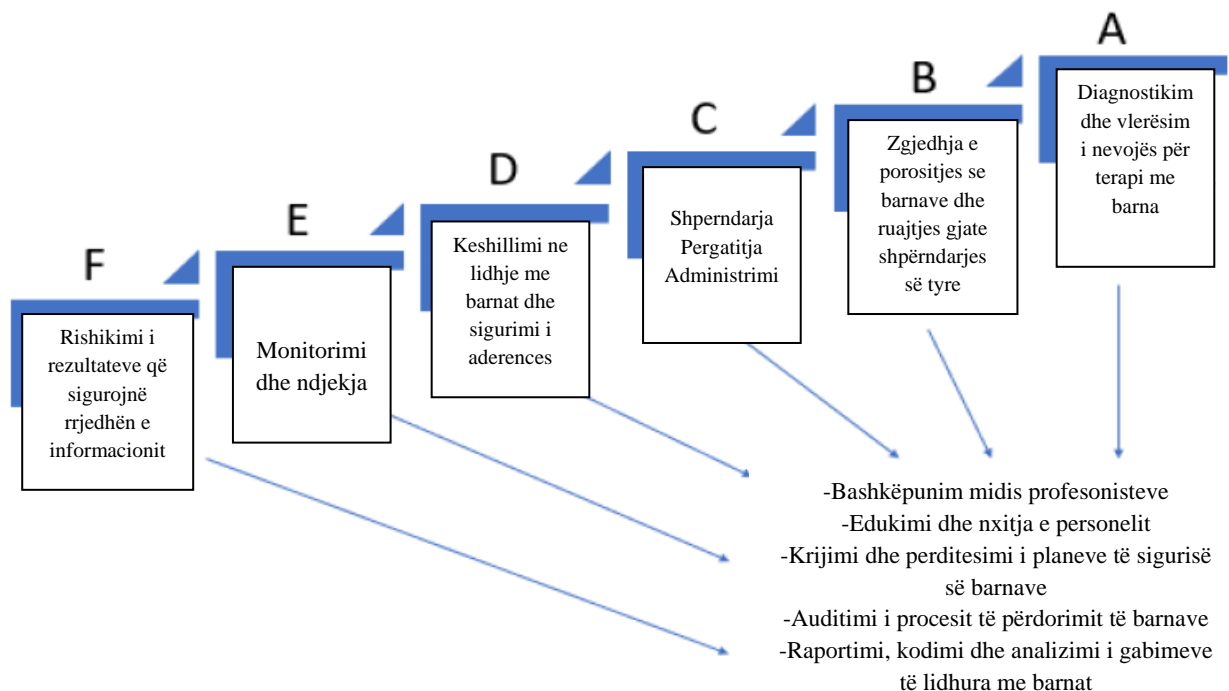 A
Diagnostikim
dhe vlerësim
i nevojës për
terapi me
barna
B
Zgjedhja e
porositjes se
barnave dhe
ruajtjes gjate
shpërndarjes
së tyre
C
Shperndarja
Pergatitja
Administrimi
D
Keshillimi ne
lidhje me
barnat dhe
sigurimi i
aderences
E
Monitorimi
dhe ndjekja
F
Rishikimi i
rezultateve që
sigurojnë
rrjedhën e
informacionit
-Bashkëpunim midis profesonisteve
-Edukimi dhe nxitja e personelit
-Krijimi dhe perditesimi i planeve të sigurisë
së barnave
-Auditimi i procesit të përdorimit të barnave
-Raportimi, kodimi dhe analizimi i gabimeve
të lidhura me barnat